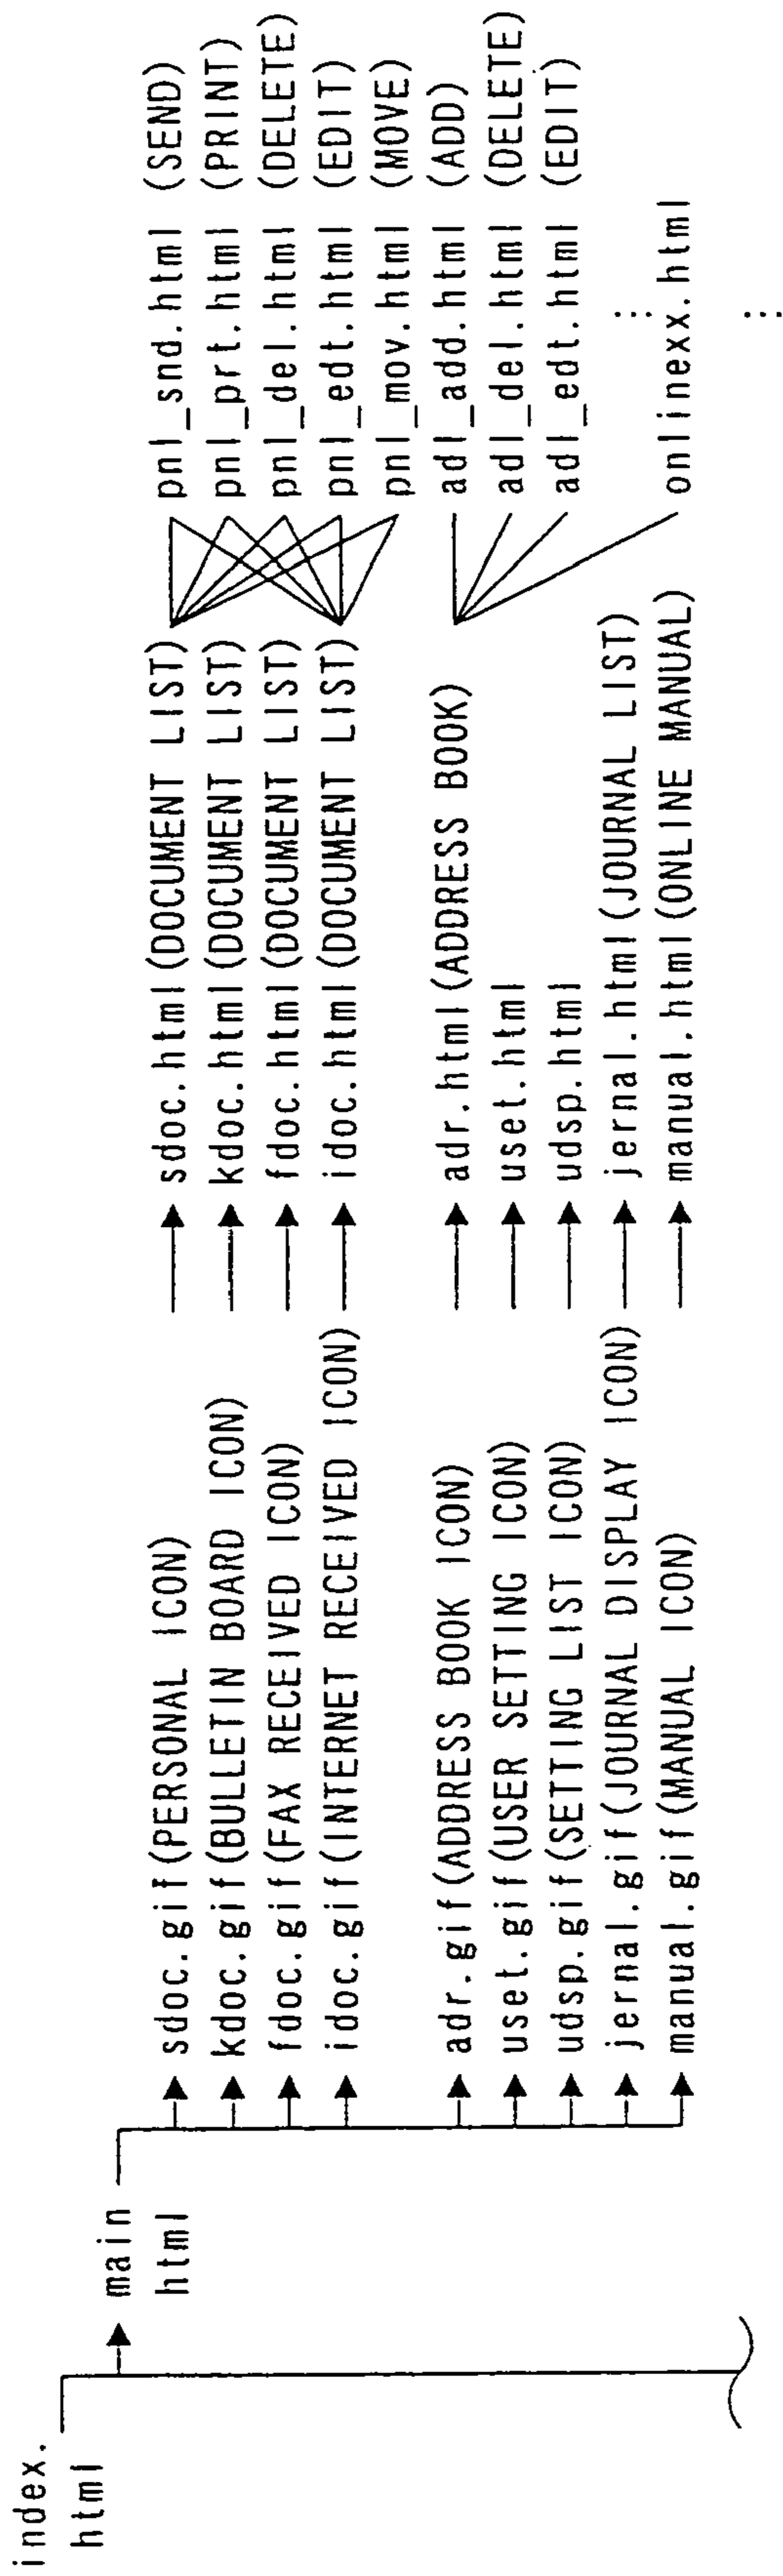 index.
html
main
html
sdoc.gif(PERSONAL ICON)
kdoc.gif(BULLETIN BOARD ICON)
fdoc.gif(FAX RECEIVED ICON)
idoc.gif(INTERNET RECEIVED ICON)
adr.gif(ADDRESS BOOK ICON)
uset.gif(USER SETTING ICON)
udsp.gif(SETTING LIST ICON)
jernal.gif(JOURNAL DISPLAY ICON)
manual.gif(MANUAL ICON)
sdoc.html(DOCUMENT LIST)
kdoc.html(DOCUMENT LIST)
fdoc.html(DOCUMENT LIST)
idoc.html(DOCUMENT LIST)
adr.html(ADDRESS BOOK)
uset.html
udsp.html
jernal.html(JOURNAL LIST)
manual.html(ONLINE MANUAL)
pnl_snd.html (SEND)
pnl_prt.html (PRINT)
pnl_del.html (DELETE)
pnl_edt.html (EDIT)
pnl_mov.html (MOVE)
adl_add.html (ADD)
adl_del.html (DELETE)
adl_edt.html (EDIT)
onlinexx.html